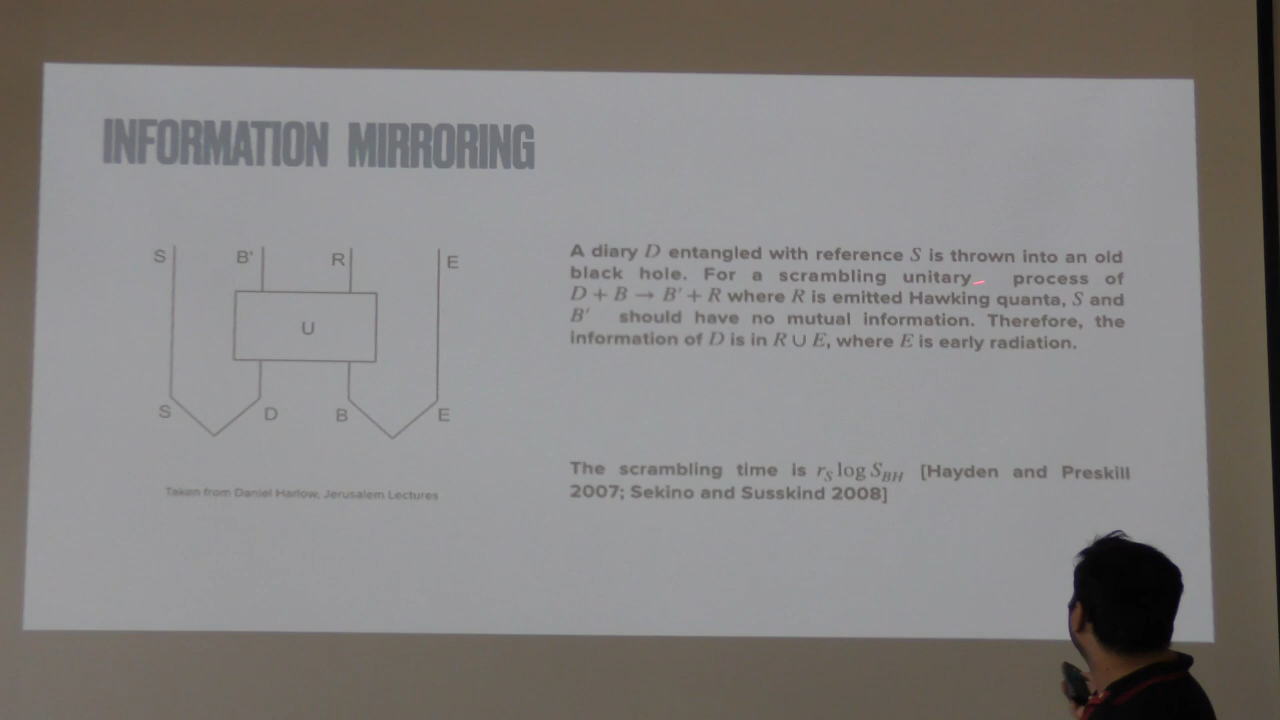 INFORMATION MIRRORING
S B' R E
U
S D B E
Taken from Daniel Harlow, Jerusalem Lectures
A diary D entangled with reference S is thrown into an old
black hole. For a scrambling unitary process of
D + B → B' + R where R is emitted Hawking quanta, S and
B' should have no mutual information. Therefore, the
information of D is in R ∪ E, where E is early radiation.
The scrambling time is r_S log S_BH [Hayden and Preskill
2007; Sekino and Susskind 2008]